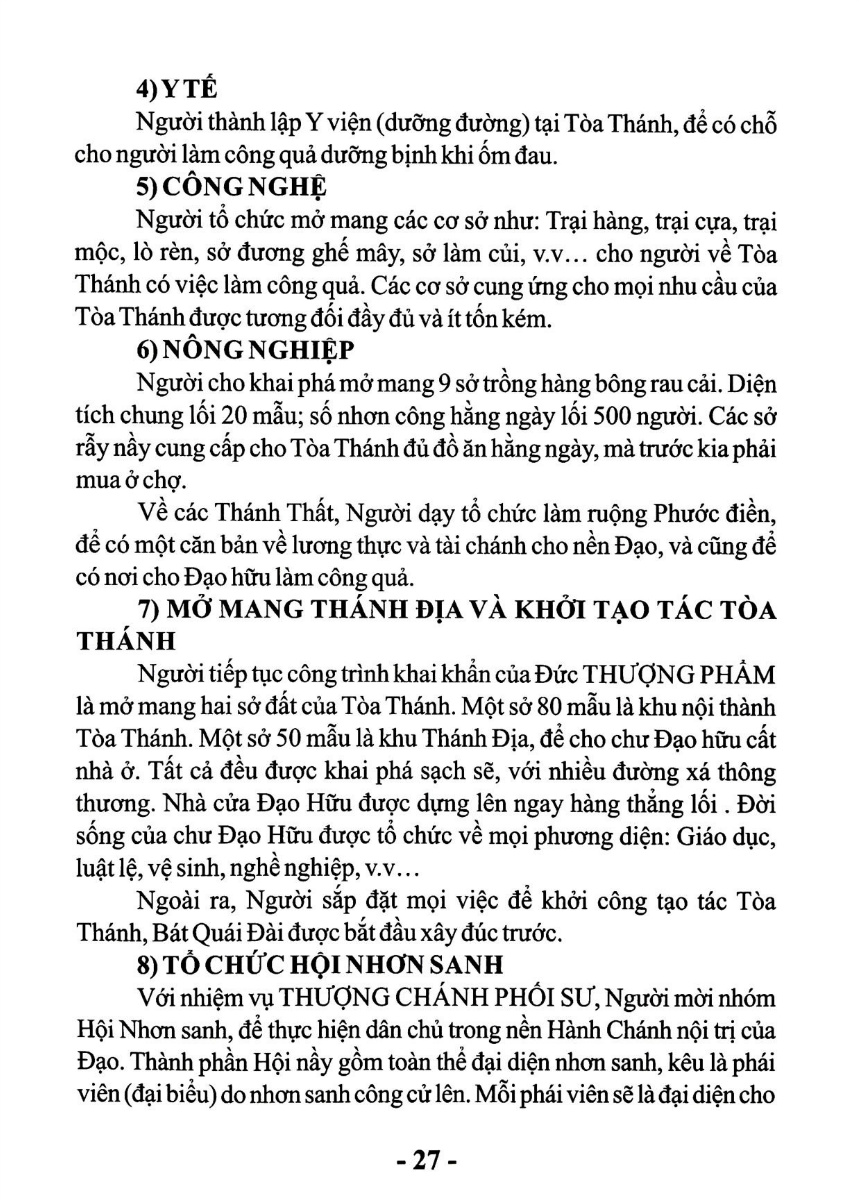 4) Y TẾ
Người thành lập Y viện (dưỡng đường) tại Tòa Thánh, để có chỗ
cho người làm công quả dưỡng bịnh khi ốm đau.
5) CÔNG NGHỆ
Người tổ chức mở mang các cơ sở như: Trại hàng, trại cựa, trại
mộc, lò rèn, sở đương ghế mây, sở làm củi, v.v... cho người về Tòa
Thánh có việc làm công quả. Các cơ sở cung ứng cho mọi nhu cầu của
Tòa Thánh được tương đối đầy đủ và ít tốn kém.
6) NÔNG NGHIỆP
Người cho khai phá mở mang 9 sở trồng hàng bông rau cải. Diện
tích chung lối 20 mẫu; số nhơn công hằng ngày lối 500 người. Các sở
rẫy nầy cung cấp cho Tòa Thánh đủ đồ ăn hằng ngày, mà trước kia phải
mua ở chợ.
Về các Thánh Thất, Người dạy tổ chức làm ruộng Phước điền,
để có một căn bản về lương thực và tài chánh cho nền Đạo, và cũng để
có nơi cho Đạo hữu làm công quả.
7) MỞ MANG THÁNH ĐỊA VÀ KHỞI TẠO TÁC TÒA
THÁNH
Người tiếp tục công trình khai khẩn của Đức THƯỢNG PHẨM
là mở mang hai sở đất của Tòa Thánh. Một sở 80 mẫu là khu nội thành
Tòa Thánh. Một sở 50 mẫu là khu Thánh Địa, để cho chư Đạo hữu cất
nhà ở. Tất cả đều được khai phá sạch sẽ, với nhiều đường xá thông
thương. Nhà cửa Đạo Hữu được dựng lên ngay hàng thẳng lối . Đời
sống của chư Đạo Hữu được tổ chức về mọi phương diện: Giáo dục,
luật lệ, vệ sinh, nghề nghiệp, v.v...
Ngoài ra, Người sắp đặt mọi việc để khởi công tạo tác Tòa
Thánh, Bát Quái Đài được bắt đầu xây đúc trước.
8) TỔ CHỨC HỘI NHƠN SANH
Với nhiệm vụ THƯỢNG CHÁNH PHỐI SƯ, Người mời nhóm
Hội Nhơn sanh, để thực hiện dân chủ trong nền Hành Chánh nội trị của
Đạo. Thành phần Hội nầy gồm toàn thể đại diện nhơn sanh, kêu là phái
viên (đại biểu) do nhơn sanh công cử lên. Mỗi phái viên sẽ là đại diện cho
- 27 -